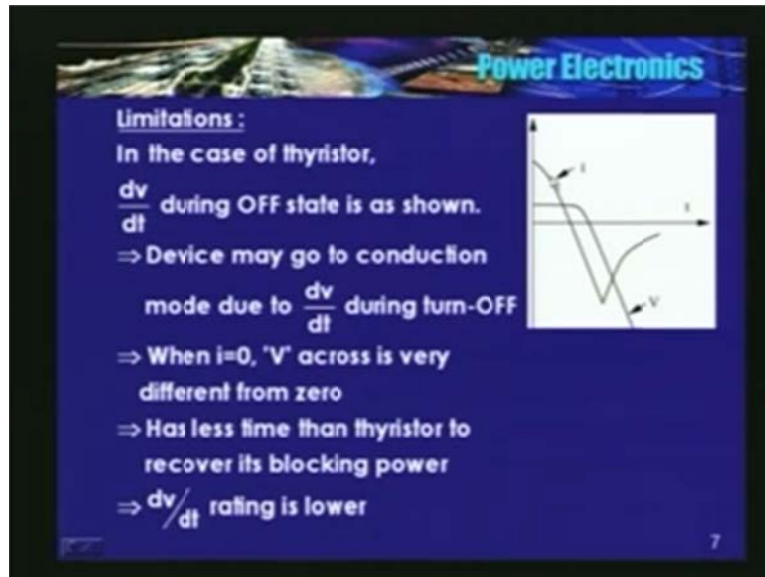 Power Electronics
Limitations :
In the case of thyristor,
dv/dt during OFF state is as shown.
⇒ Device may go to conduction
mode due to dv/dt during turn-OFF
⇒ When i=0, "V" across is very
different from zero
⇒ Has less time than thyristor to
recover its blocking power
⇒ dv/dt rating is lower
i
t
V
7